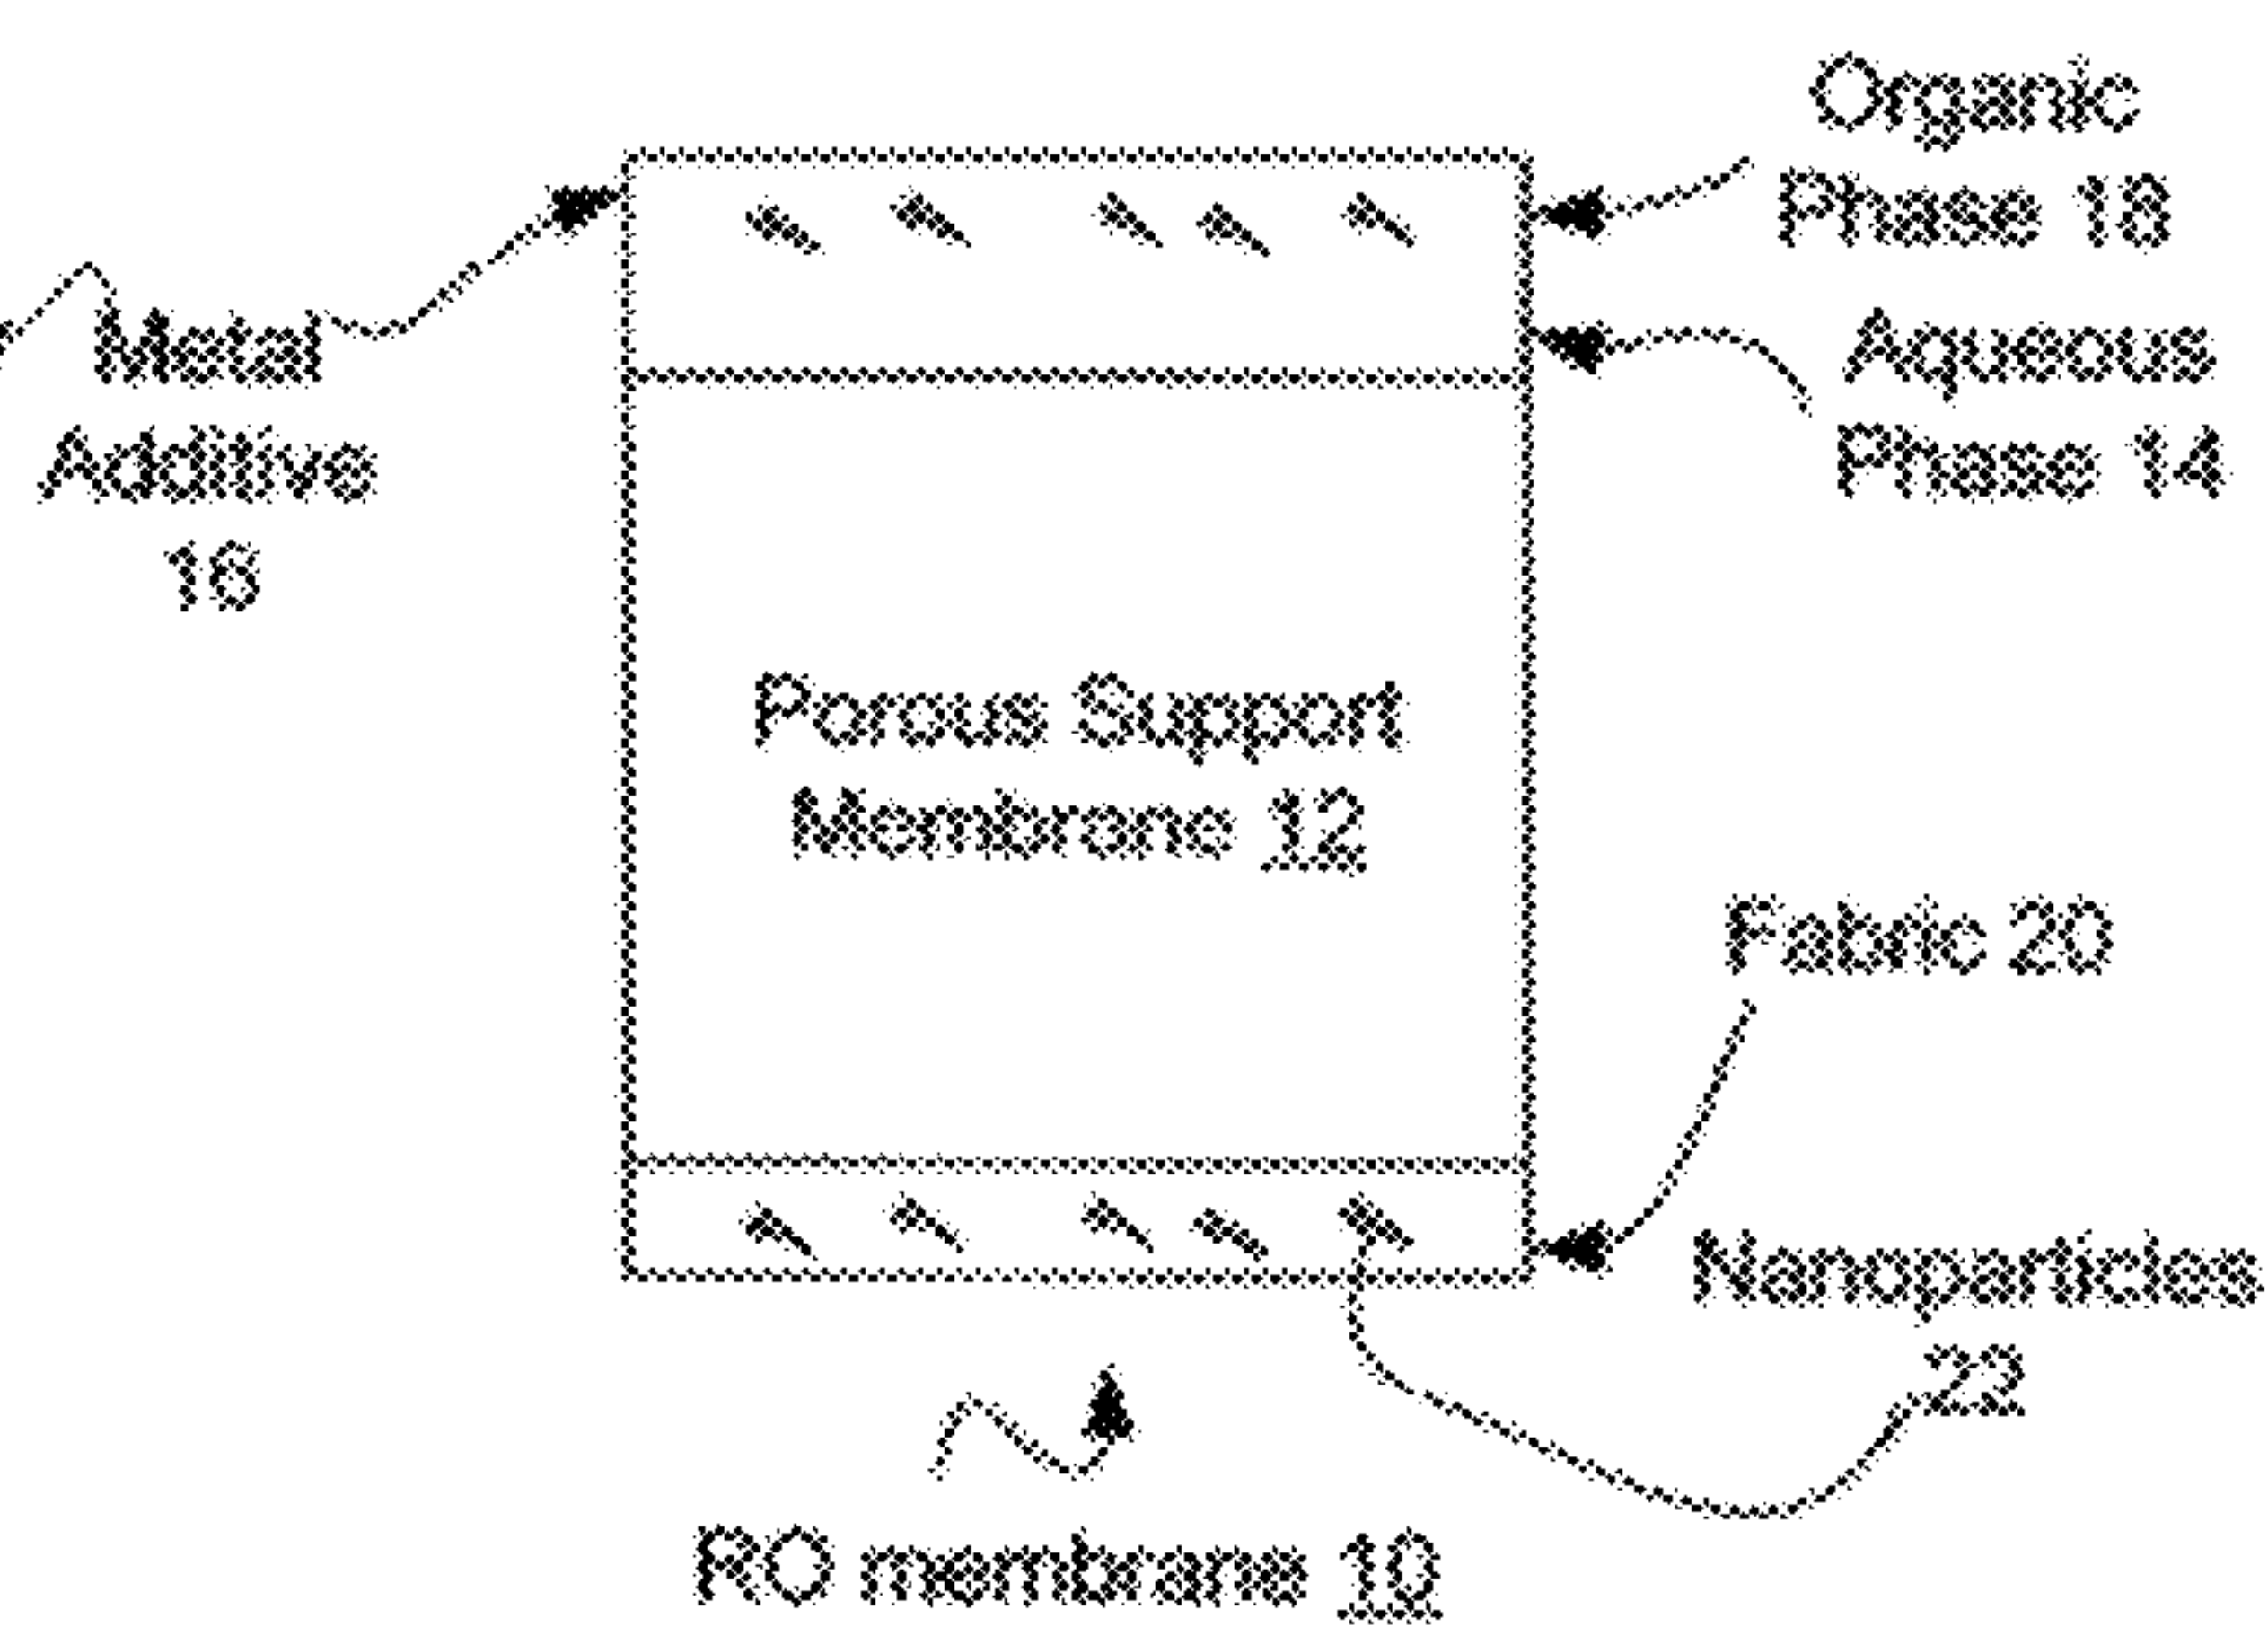 Organic
Phase 18
Metal
Additive
16
Aqueous
Phase 14
Porous Support
Membrane 12
Fabric 20
Nanoparticles
22
RO membrane 10